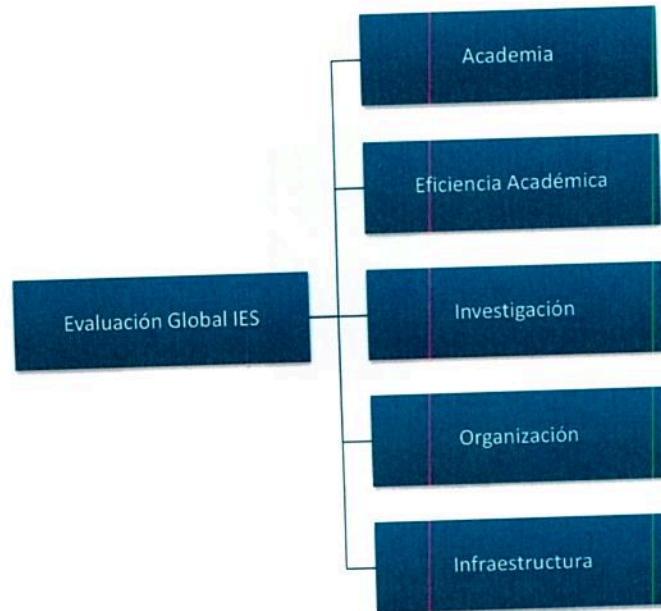 Evaluación Global IES
Academia
Eficiencia Académica
Investigación
Organización
Infraestructura